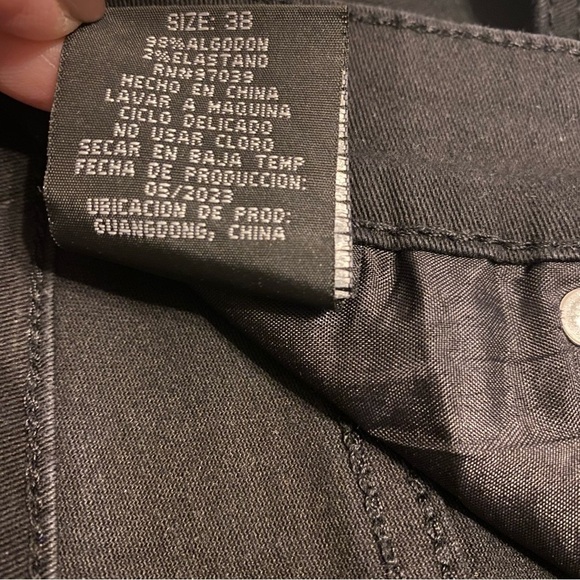 SIZE: 38
98%ALGODON
2%ELASTANO
RN#97039
HECHO EN CHINA
LAVAR A MAQUINA
CICLO DELICADO
NO USAR CLORO
SECAR EN BAJA TEMP
FECHA DE PRODUCCION:
05/2023
UBICACION DE PROD:
GUANGDONG, CHINA